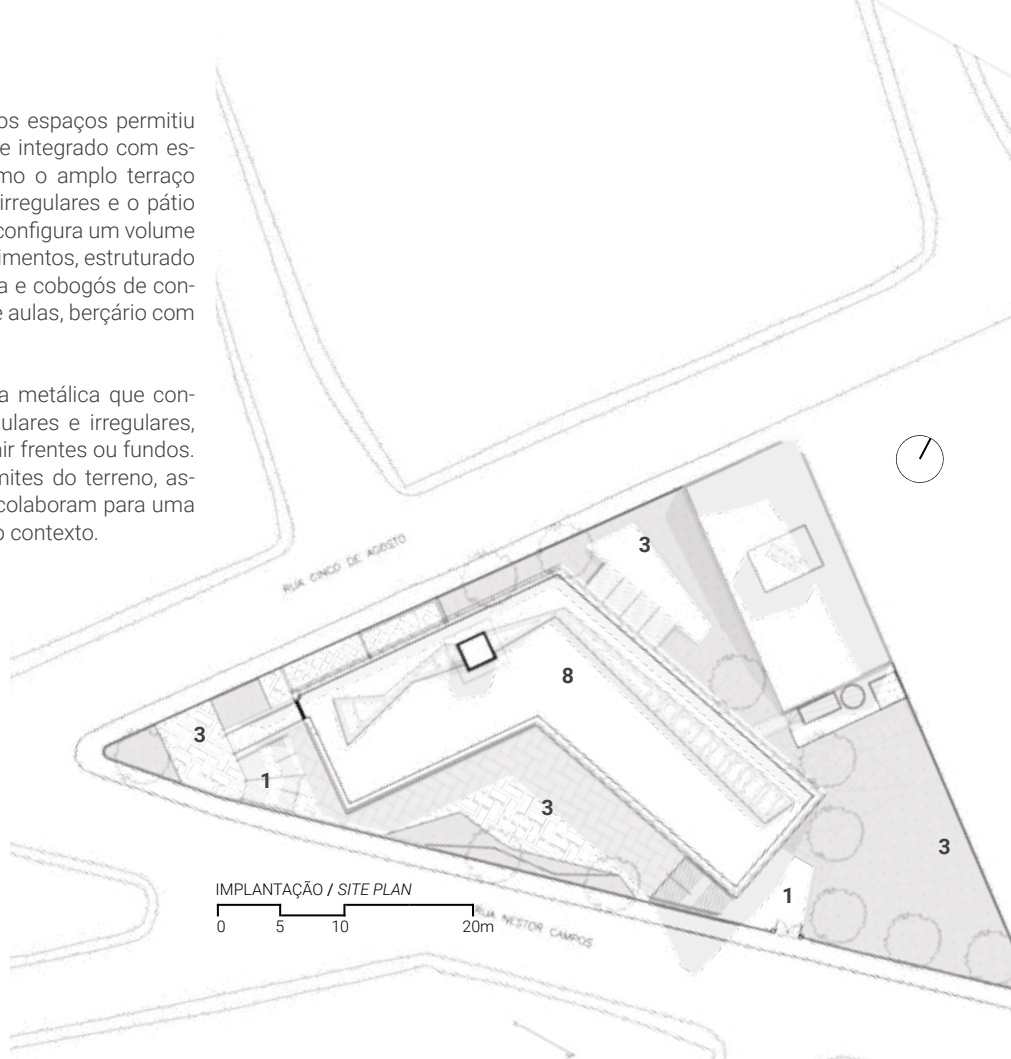 os espaços permitiu
e integrado com es-
mo o amplo terraço
irregulares e o pátio
configura um volume
imentos, estruturado
a e cobogós de con-
e aulas, berçário com
a metálica que con-
ulares e irregulares,
ir frentes ou fundos.
mites do terreno, as-
colaboram para uma
o contexto.
RUA CINCO DE AGOSTO
3
8
3
1
3
3
1
IMPLANTAÇÃO / SITE PLAN
0 5 10 20m
RUA NESTOR CAMPOS